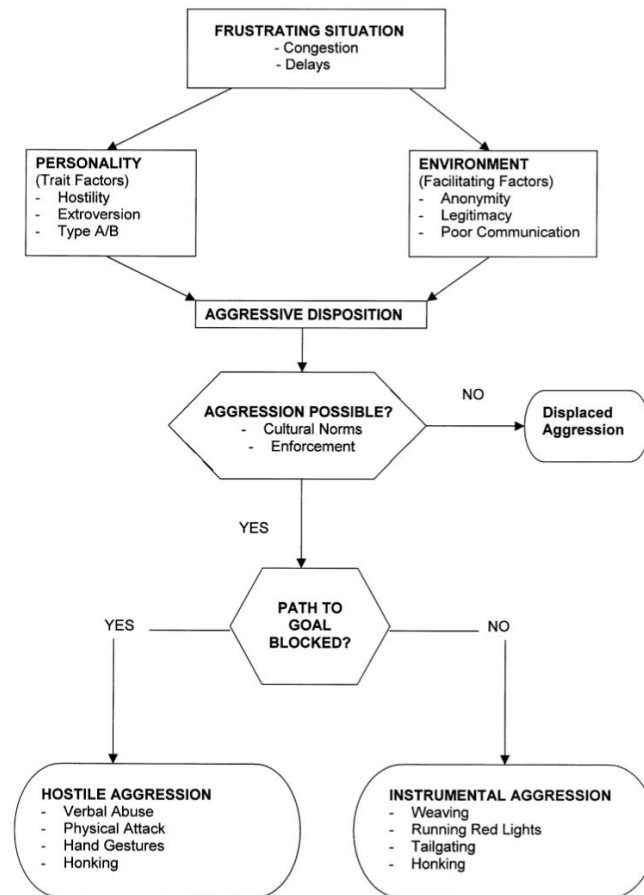 FRUSTRATING SITUATION
- Congestion
- Delays
PERSONALITY
(Trait Factors)
- Hostility
- Extroversion
- Type A/B
ENVIRONMENT
(Facilitating Factors)
- Anonymity
- Legitimacy
- Poor Communication
AGGRESSIVE DISPOSITION
AGGRESSION POSSIBLE?
- Cultural Norms
- Enforcement
NO
Displaced
Aggression
YES
PATH TO
GOAL
BLOCKED?
YES
NO
HOSTILE AGGRESSION
- Verbal Abuse
- Physical Attack
- Hand Gestures
- Honking
INSTRUMENTAL AGGRESSION
- Weaving
- Running Red Lights
- Tailgating
- Honking